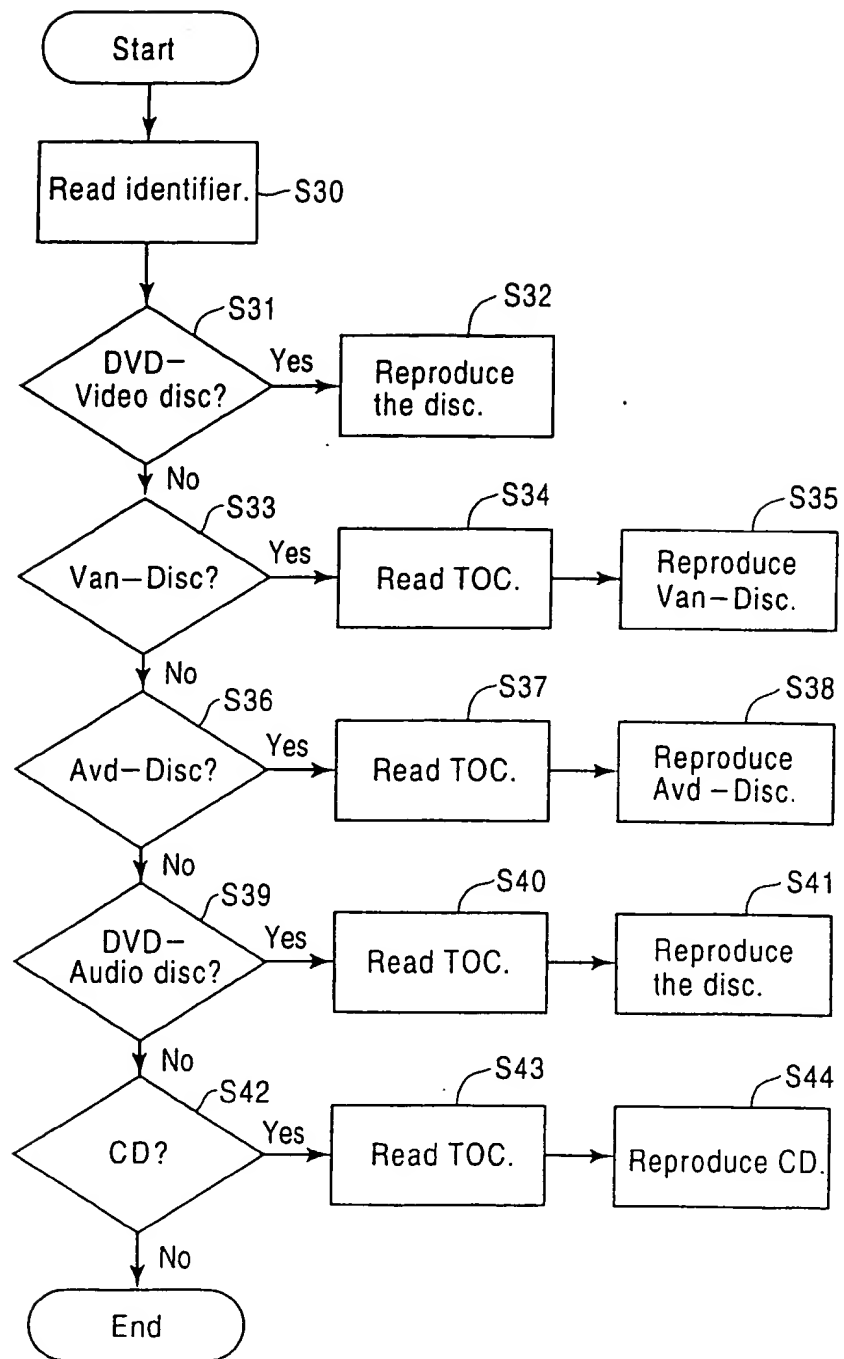 Start
Read identifier.
S30
S31
DVD−
Video disc?
Yes
S32
Reproduce
the disc.
No
S33
Van−Disc?
Yes
S34
Read TOC.
S35
Reproduce
Van−Disc.
No
S36
Avd−Disc?
Yes
S37
Read TOC.
S38
Reproduce
Avd−Disc.
No
S39
DVD−
Audio disc?
Yes
S40
Read TOC.
S41
Reproduce
the disc.
No
S42
CD?
Yes
S43
Read TOC.
S44
Reproduce CD.
No
End